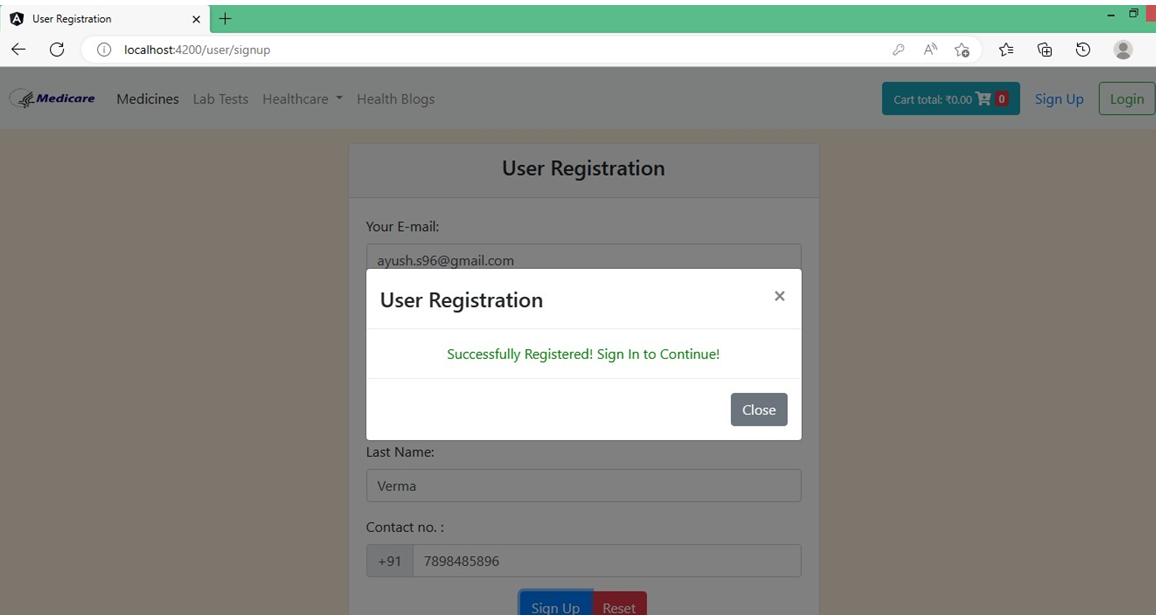 User Registration
localhost:4200/user/signup
Medicare Medicines Lab Tests Healthcare Health Blogs Cart total: ₹0.00 0 Sign Up Login
User Registration
Your E-mail:
ayush.s96@gmail.com
User Registration ×
Successfully Registered! Sign In to Continue!
Close
Last Name:
Verma
Contact no. :
+91 7898485896
Sign Up Reset